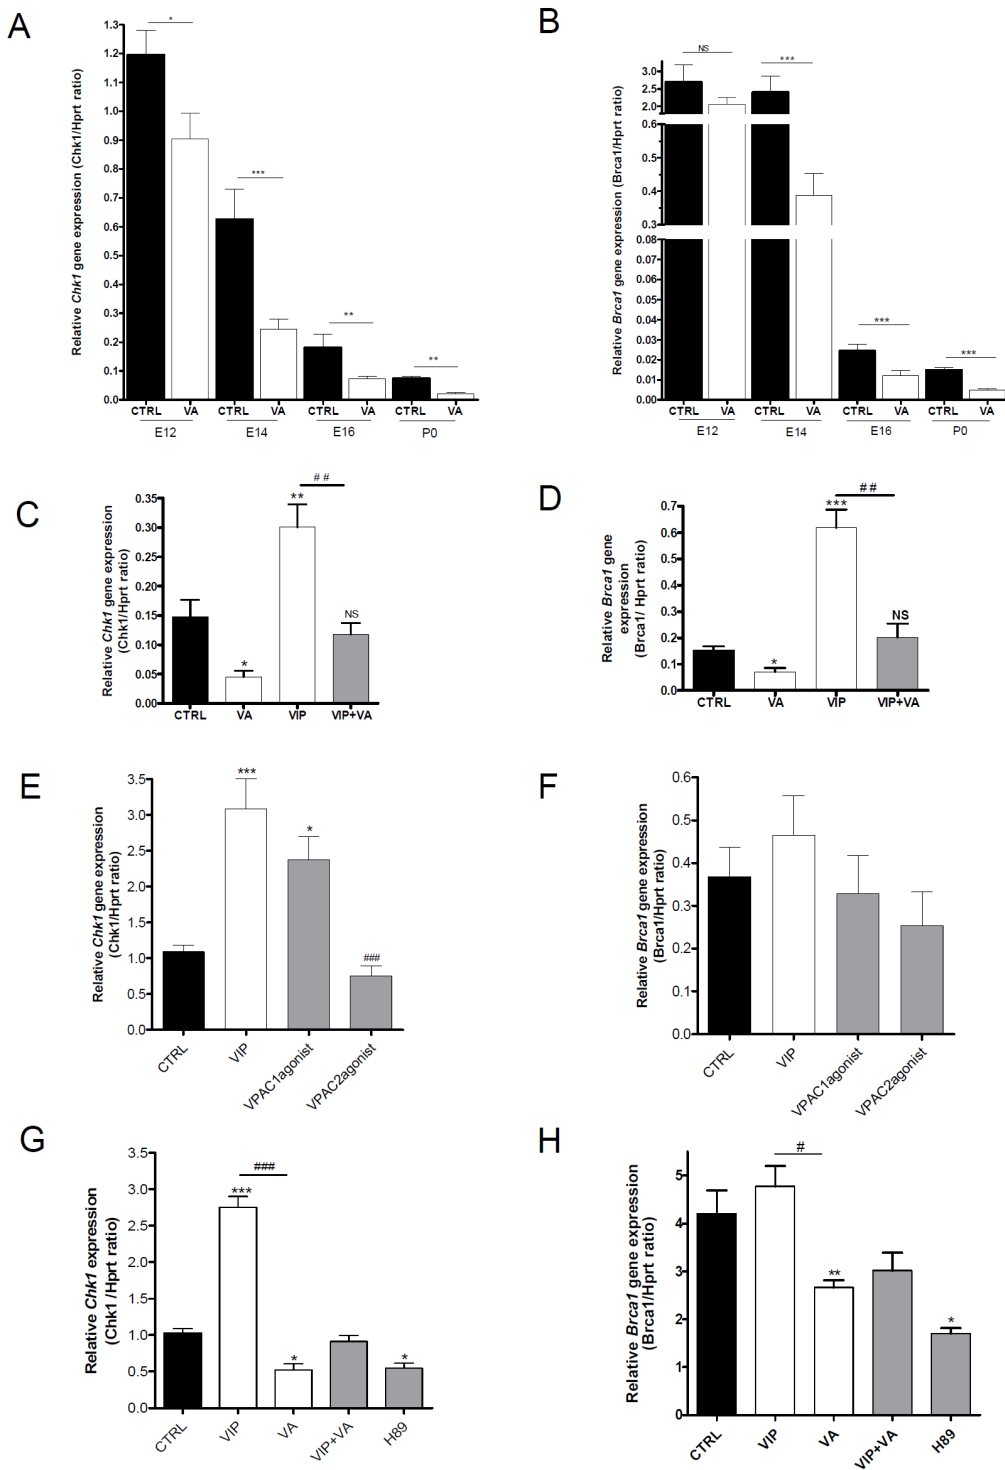 A
Relative Chk1 gene expression (Chk1/Hprt ratio)
1.3
1.2
1.1
1.0
0.9
0.8
0.7
0.6
0.5
0.4
0.3
0.2
0.1
0.0
*
***
**
**
CTRL VA CTRL VA CTRL VA CTRL VA
E12 E14 E16 P0
B
Relative Brca1 gene expression (Brca1/Hprt ratio)
3.0
2.5
2.0
0.6
0.5
0.4
0.3
0.08
0.07
0.06
0.05
0.04
0.03
0.02
0.01
0.00
NS
***
***
***
CTRL VA CTRL VA CTRL VA CTRL VA
E12 E14 E16 P0
C
Relative Chk1 gene expression
(Chk1/Hprt ratio)
0.35
0.30
0.25
0.20
0.15
0.10
0.05
0.00
# #
**
NS
*
CTRL VA VIP VIP+VA
D
Relative Brca1 gene
expression
(Brca1/ Hprt ratio)
0.7
0.6
0.5
0.4
0.3
0.2
0.1
0.0
# #
***
NS
*
CTRL VA VIP VIP+VA
E
Relative Chk1 gene expression
(Chk1/Hprt ratio)
3.5
3.0
2.5
2.0
1.5
1.0
0.5
0.0
***
*
###
CTRL VIP VPAC1agonist VPAC2agonist
F
Relative Brca1 gene expression
(Brca1/Hprt ratio)
0.6
0.5
0.4
0.3
0.2
0.1
0.0
CTRL VIP VPAC1agonist VPAC2agonist
G
Relative Chk1 expression
(Chk1 /Hprt ratio)
3.5
3.0
2.5
2.0
1.5
1.0
0.5
0.0
###
***
*
*
CTRL VIP VA VIP+VA H89
H
Relative Brca1 gene expression
(Brca1/Hprt ratio)
5
4
3
2
1
0
#
**
*
CTRL VIP VA VIP+VA H89